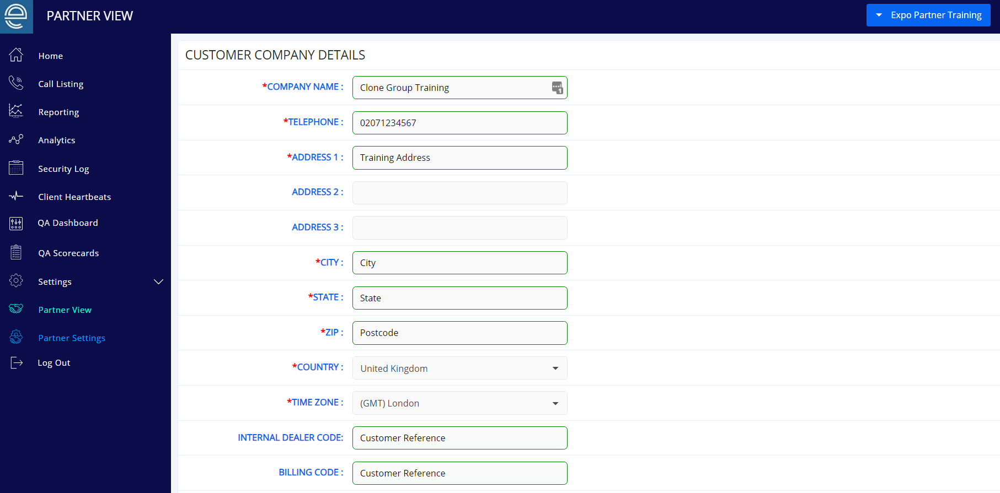 PARTNER VIEW
Expo Partner Training
Home
Call Listing
Reporting
Analytics
Security Log
Client Heartbeats
QA Dashboard
QA Scorecards
Settings
Partner View
Partner Settings
Log Out
CUSTOMER COMPANY DETAILS
*COMPANY NAME : Clone Group Training 1
*TELEPHONE : 02071234567
*ADDRESS 1 : Training Address
ADDRESS 2 :
ADDRESS 3 :
*CITY : City
*STATE : State
*ZIP : Postcode
*COUNTRY : United Kingdom
*TIME ZONE : (GMT) London
INTERNAL DEALER CODE: Customer Reference
BILLING CODE : Customer Reference